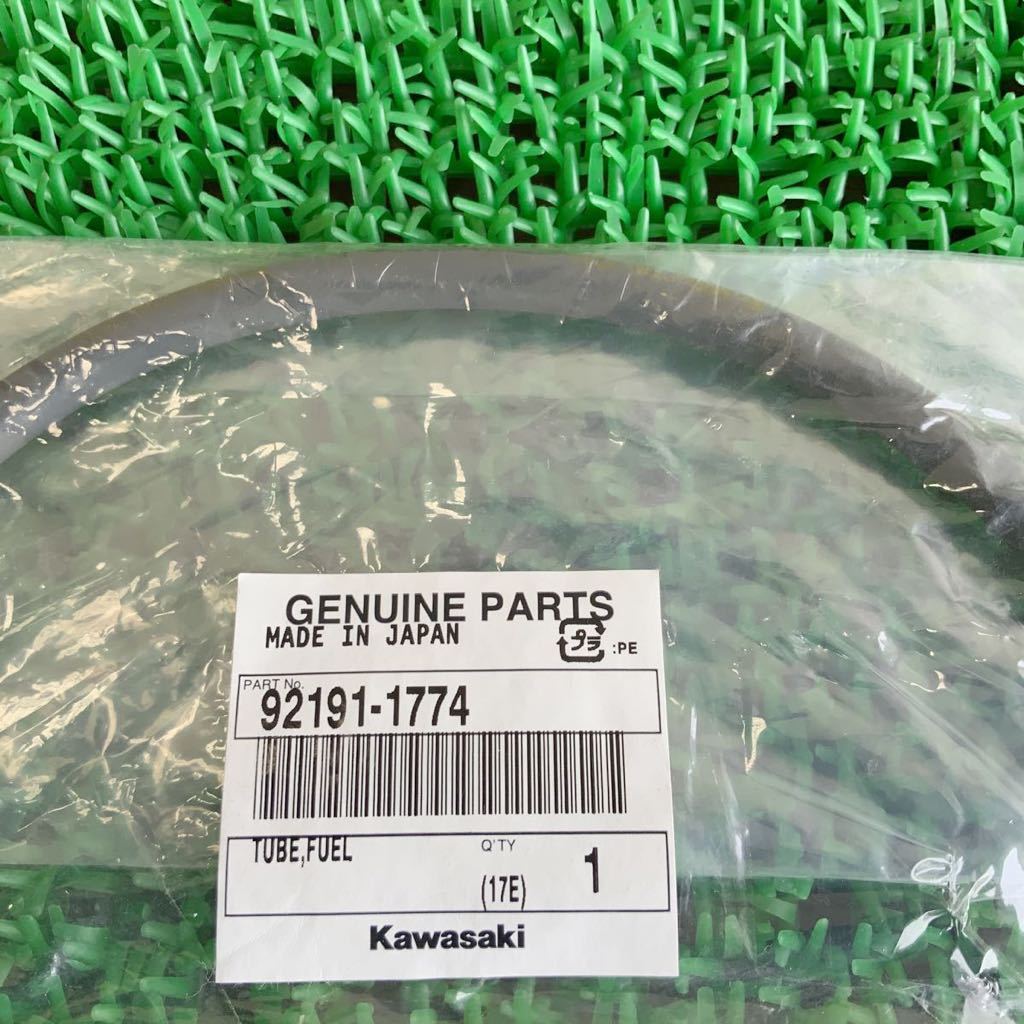 GENUINE PARTS
MADE IN JAPAN
プラ :PE
PART No.
92191-1774
TUBE,FUEL
Q'TY
(17E) 1
Kawasaki